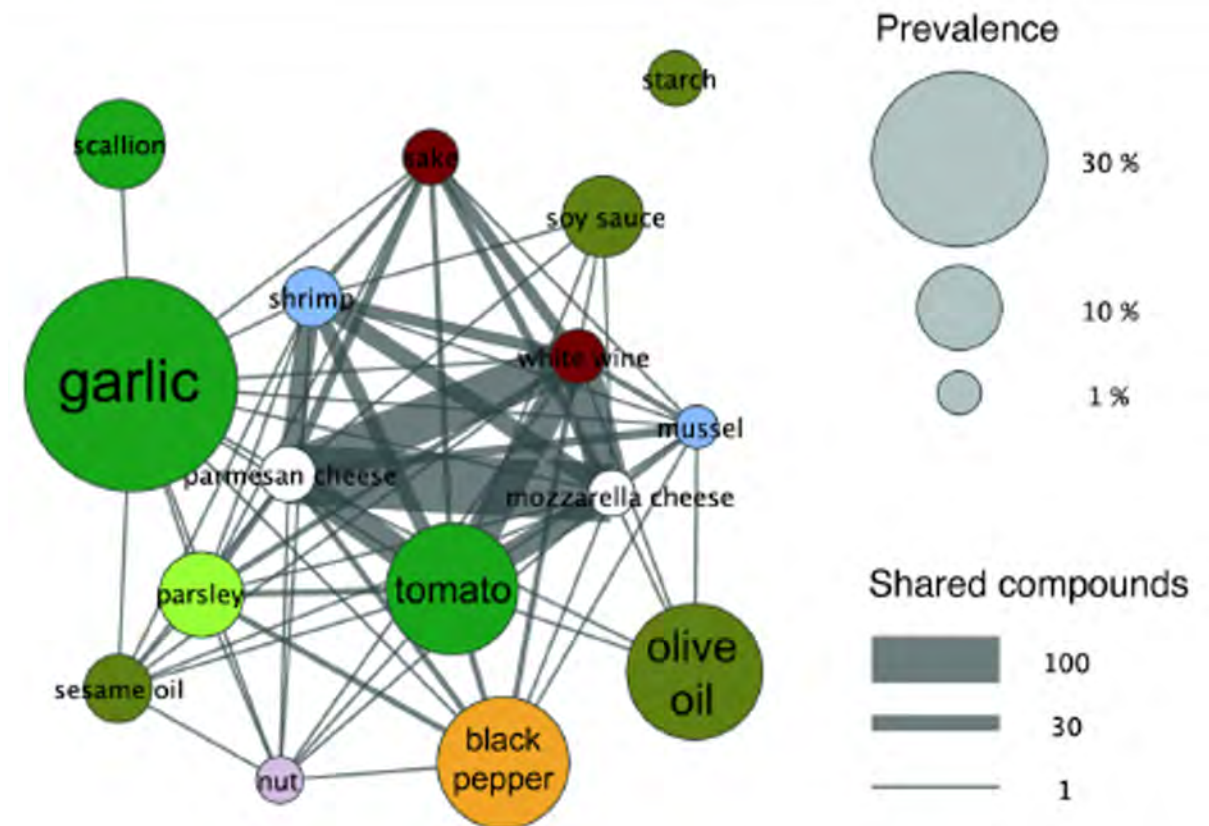 Prevalence
starch
scallion
sake
30 %
soy sauce
shrimp
10 %
white wine
garlic
1 %
mussel
parmesan cheese
mozzarella cheese
Shared compounds
parsley
tomato
olive
oil
100
sesame oil
30
black
pepper
nut
1